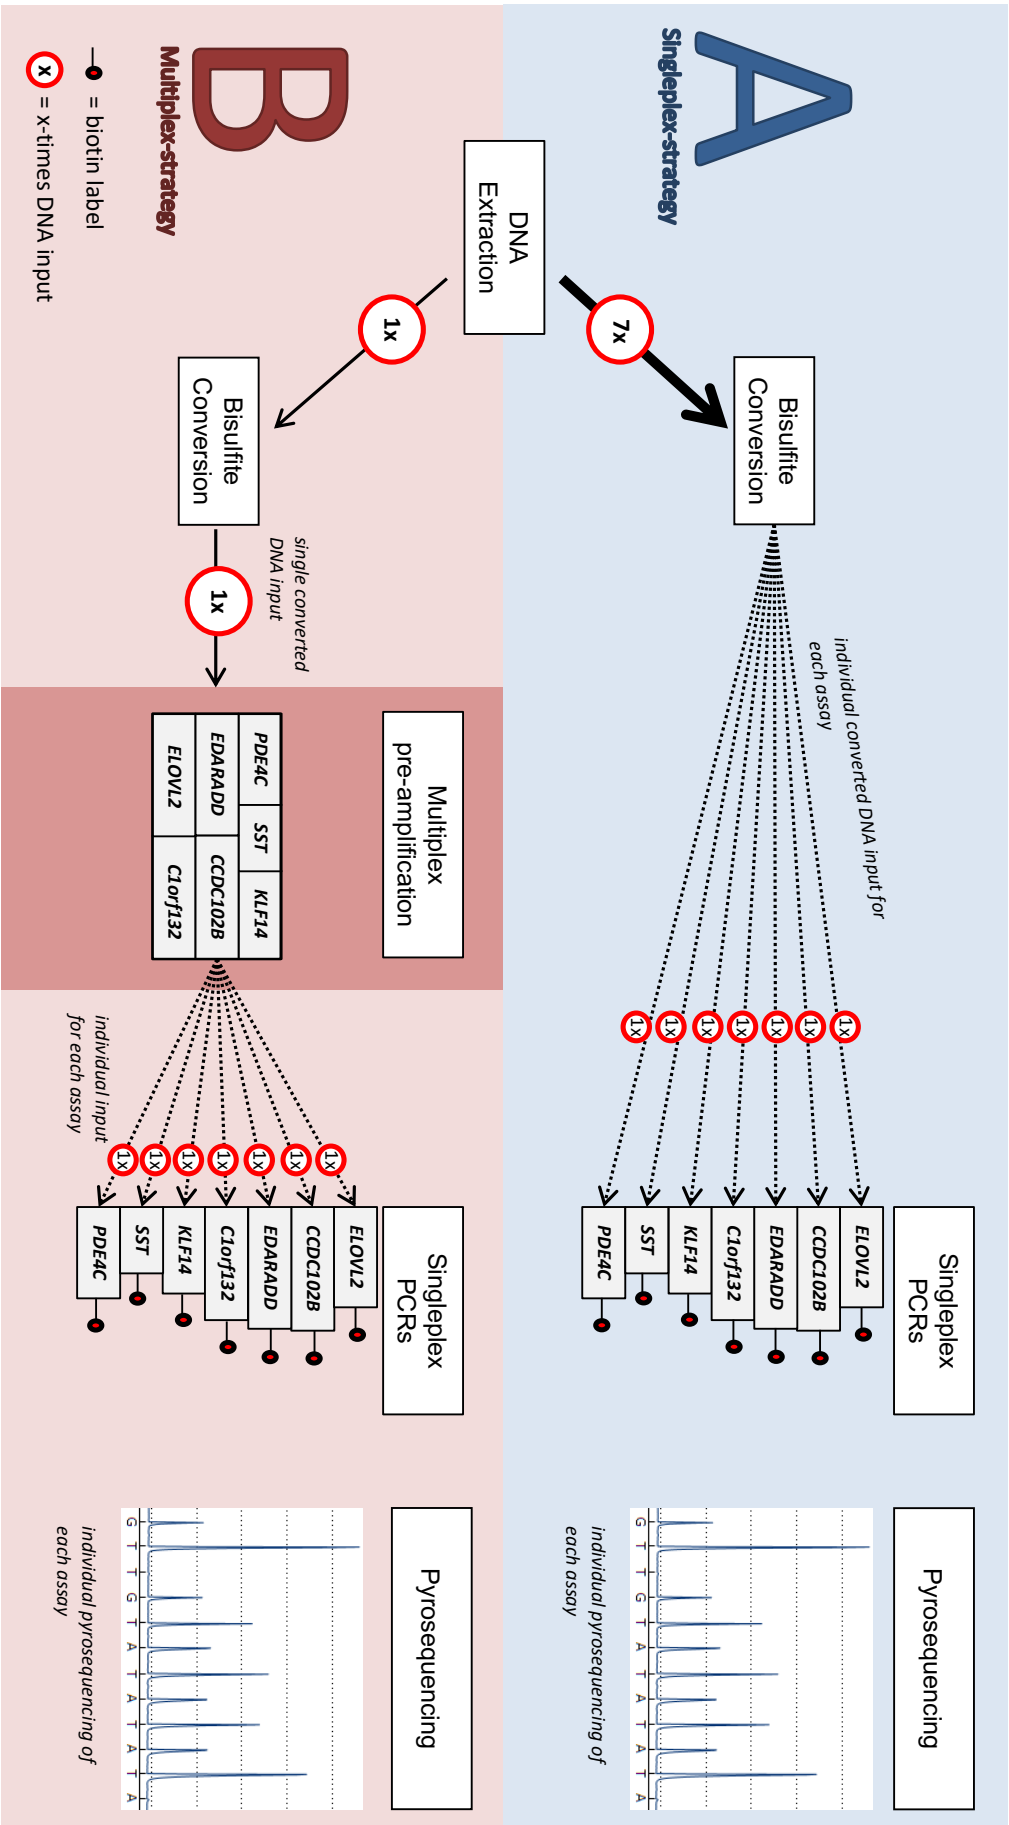 A
Singleplex-strategy
DNA
Extraction
7x
Bisulfite
Conversion
individual converted DNA input for
each assay
1x
1x
1x
1x
1x
1x
1x
Singleplex
PCRs
ELOVL2
CCDC102B
EDARADD
C1orf132
KLF14
SST
PDE4C
Pyrosequencing
G T T G T A T A T A T A
individual pyrosequencing of
each assay
B
Multiplex-strategy
1x
Bisulfite
Conversion
single converted
DNA input
1x
Multiplex
pre-amplification
PDE4C SST KLF14
EDARADD CCDC102B
ELOVL2 C1orf132
individual input
for each assay
1x
1x
1x
1x
1x
1x
1x
Singleplex
PCRs
ELOVL2
CCDC102B
EDARADD
C1orf132
KLF14
SST
PDE4C
Pyrosequencing
G T T G T A T A T A T A
individual pyrosequencing of
each assay
= biotin label
x = x-times DNA input